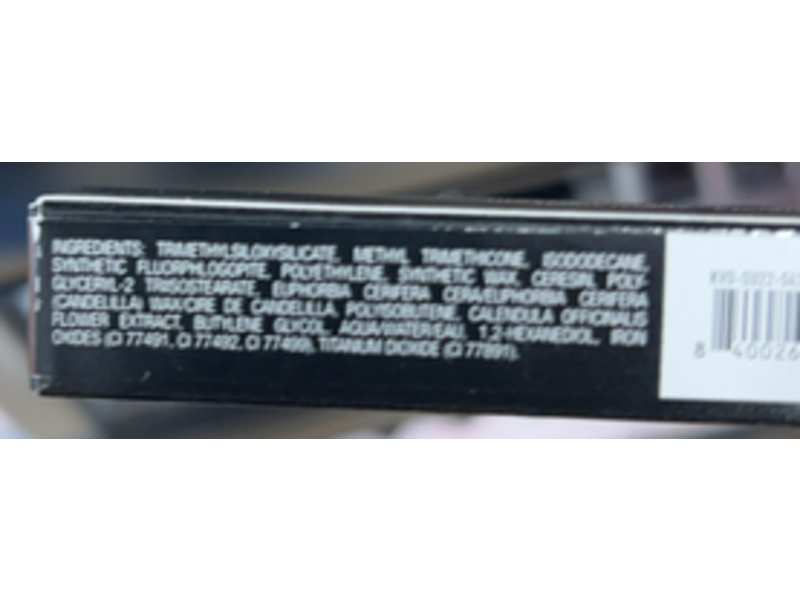 INGREDIENTS: TRIMETHYLSILOXYSILICATE, METHYL TRIMETHICONE, ISODODECANE,
SYNTHETIC FLUORPHLOGOPITE, POLYETHYLENE, SYNTHETIC WAX, CERESIN, POLY-
GLYCERYL-2 TRIISOSTEARATE, EUPHORBIA CERIFERA CERA/EUPHORBIA CERIFERA
(CANDELILLA) WAX/CIRE DE CANDELILLA, POLYISOBUTENE, CALENDULA OFFICINALIS
FLOWER EXTRACT, BUTYLENE GLYCOL, AQUA/WATER/EAU, 1,2-HEXANEDIOL, IRON
OXIDES (CI 77491, CI 77492, CI 77499), TITANIUM DIOXIDE (CI 77891).
8 40026